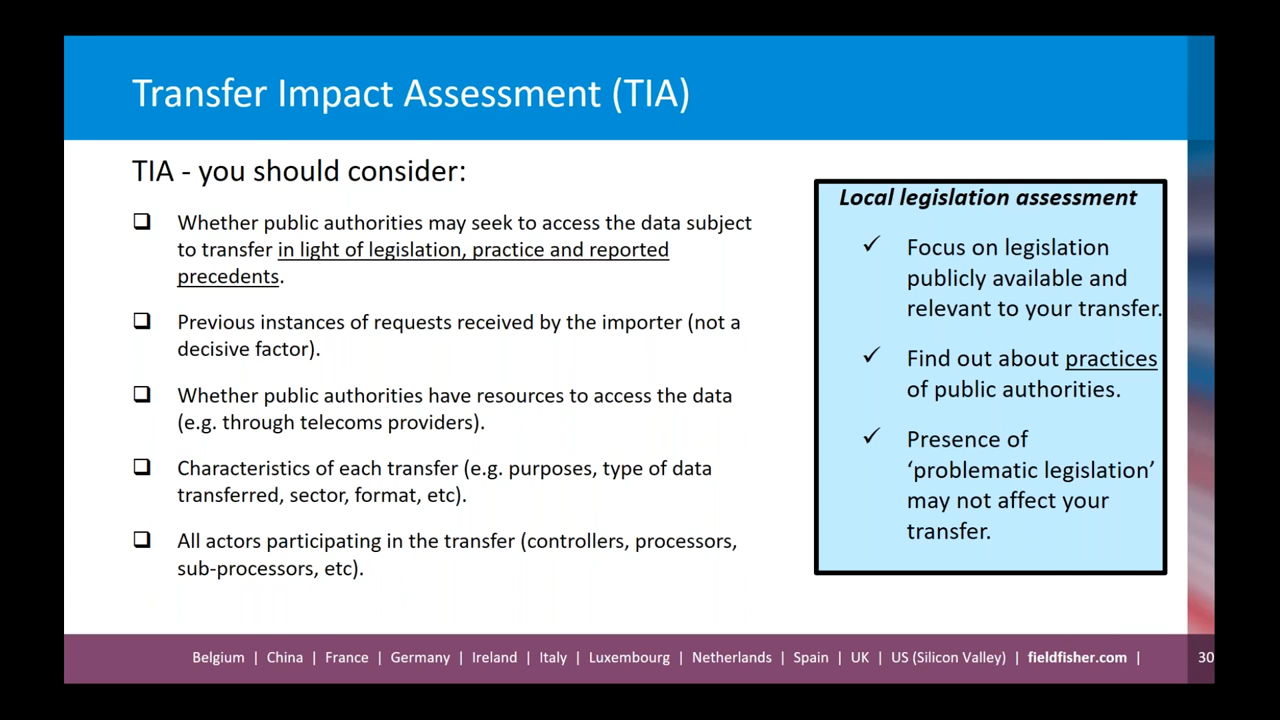 Transfer Impact Assessment (TIA)
TIA - you should consider:
Whether public authorities may seek to access the data subject
to transfer in light of legislation, practice and reported
precedents.
Previous instances of requests received by the importer (not a
decisive factor).
Whether public authorities have resources to access the data
(e.g. through telecoms providers).
Characteristics of each transfer (e.g. purposes, type of data
transferred, sector, format, etc).
All actors participating in the transfer (controllers, processors,
sub-processors, etc).
Local legislation assessment
Focus on legislation
publicly available and
relevant to your transfer.
Find out about practices
of public authorities.
Presence of
‘problematic legislation’
may not affect your
transfer.
Belgium | China | France | Germany | Ireland | Italy | Luxembourg | Netherlands | Spain | UK | US (Silicon Valley) | fieldfisher.com |
30